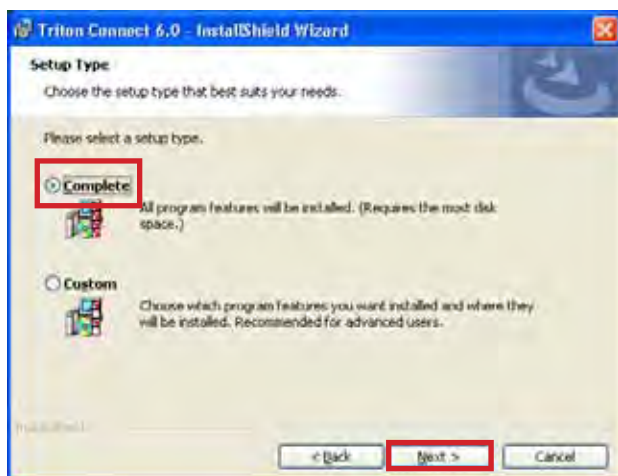 Triton Connect 6.0 - InstallShield Wizard
Setup Type
Choose the setup type that best suits your needs.
Please select a setup type.
Complete
All program features will be installed. (Requires the most disk
space.)
Custom
Choose which program features you want installed and where they
will be installed. Recommended for advanced users.
InstallShield
< Back
Next >
Cancel